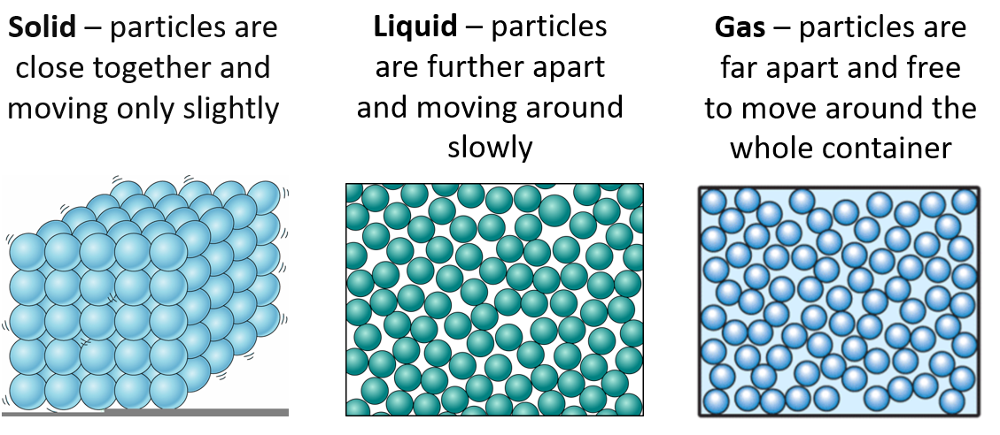 Solid – particles are
close together and
moving only slightly
Liquid – particles
are further apart
and moving around
slowly
Gas – particles are
far apart and free
to move around the
whole container